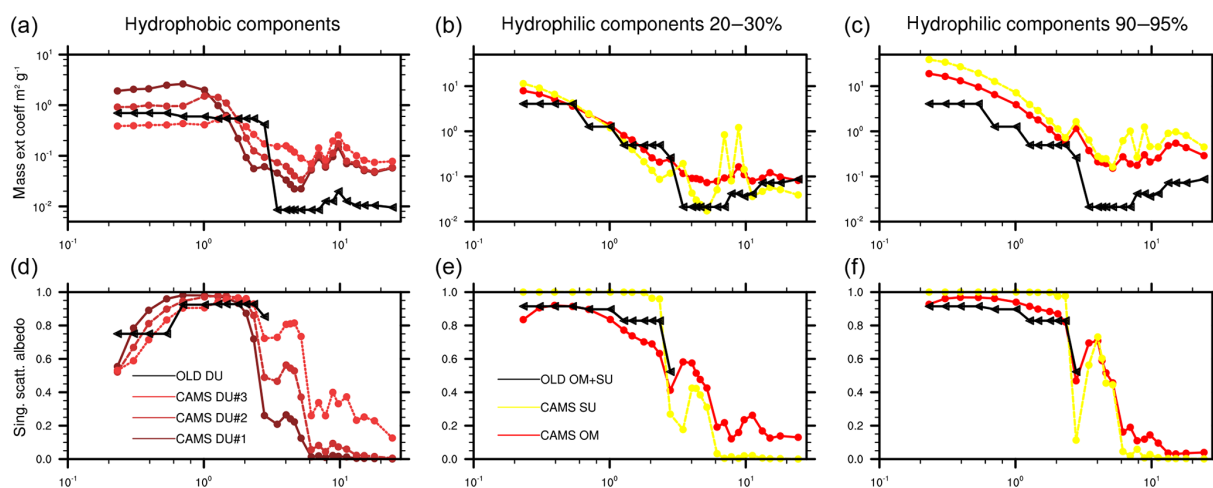 (a) Hydrophobic components
(b) Hydrophilic components 20–30%
(c) Hydrophilic components 90–95%
Mass ext coeff m² g⁻¹
10¹
10⁰
10⁻¹
10⁻²
10⁻¹ 10⁰ 10¹
10¹
10⁰
10⁻¹
10⁻²
10⁻¹ 10⁰ 10¹
10¹
10⁰
10⁻¹
10⁻²
10⁻¹ 10⁰ 10¹
(d)
(e)
(f)
Sing. scatt. albedo
1.0
0.8
0.6
0.4
0.2
0.0
OLD DU
CAMS DU#3
CAMS DU#2
CAMS DU#1
10⁻¹ 10⁰ 10¹
1.0
0.8
0.6
0.4
0.2
0.0
OLD OM+SU
CAMS SU
CAMS OM
10⁻¹ 10⁰ 10¹
1.0
0.8
0.6
0.4
0.2
0.0
10⁻¹ 10⁰ 10¹